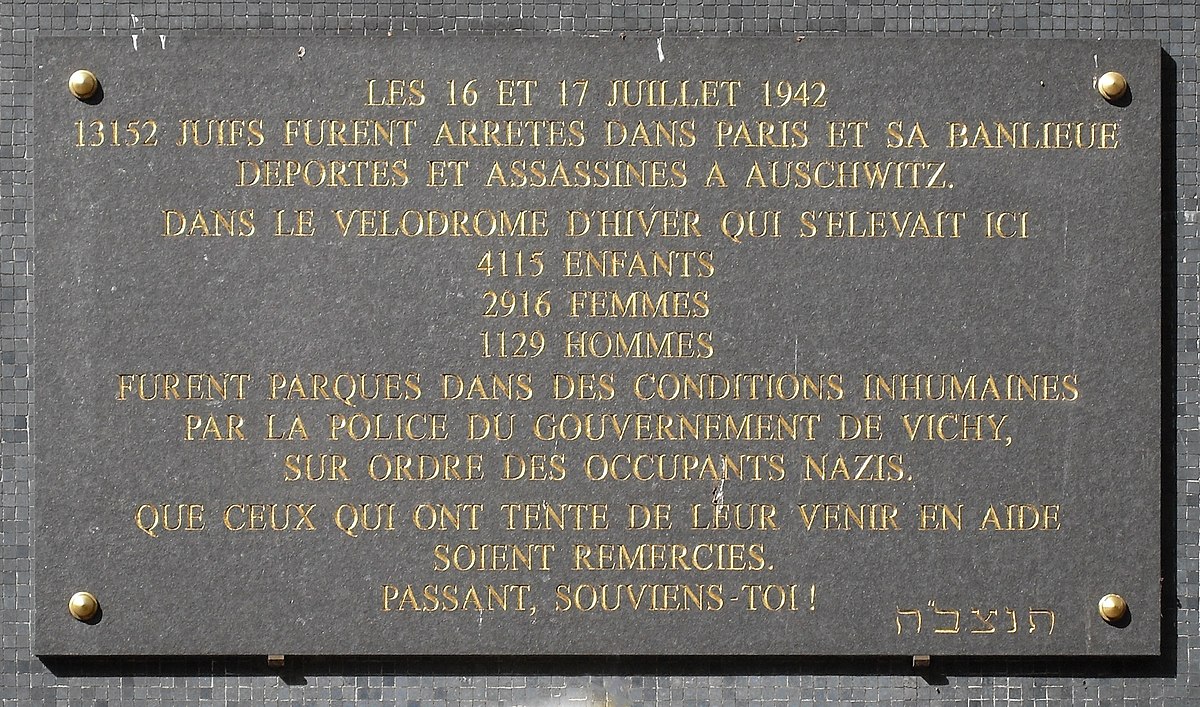 LES 16 ET 17 JUILLET 1942
13152 JUIFS FURENT ARRETES DANS PARIS ET SA BANLIEUE
DEPORTES ET ASSASSINES A AUSCHWITZ.
DANS LE VELODROME D'HIVER QUI S'ELEVAIT ICI
4115 ENFANTS
2916 FEMMES
1129 HOMMES
FURENT PARQUES DANS DES CONDITIONS INHUMAINES
PAR LA POLICE DU GOUVERNEMENT DE VICHY,
SUR ORDRE DES OCCUPANTS NAZIS.
QUE CEUX QUI ONT TENTE DE LEUR VENIR EN AIDE
SOIENT REMERCIES.
PASSANT, SOUVIENS-TOI !
תנצב״ה